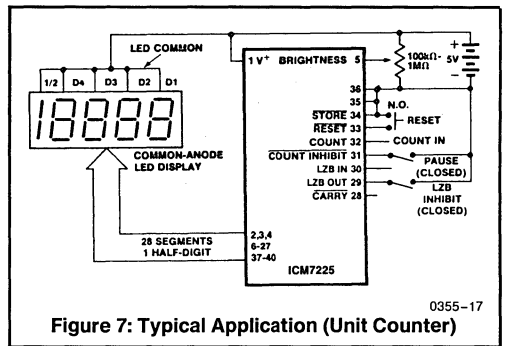 LED COMMON
1/2 D4 D3 D2 D1
18888
COMMON-ANODE
LED DISPLAY
28 SEGMENTS
1 HALF-DIGIT
1 V+ BRIGHTNESS 5
36
35
STORE 34
RESET 33
COUNT 32
COUNT INHIBIT 31
LZB IN 30
LZB OUT 29
CARRY 28
2,3,4
6-27
37-40
ICM7225
100kΩ-
1MΩ
+
5V
−
N.O.
RESET
COUNT IN
PAUSE
(CLOSED)
LZB
INHIBIT
(CLOSED)
0355-17
Figure 7: Typical Application (Unit Counter)